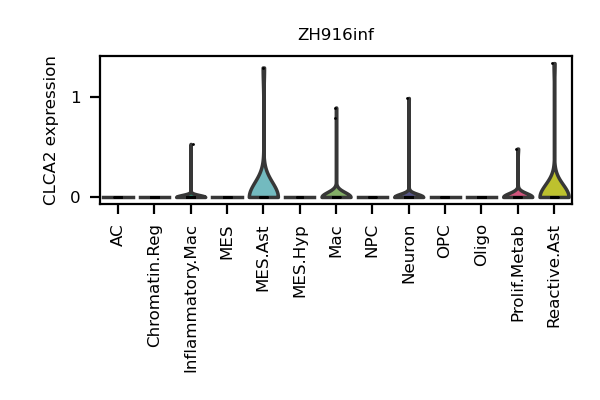 ZH916inf
CLCA2 expression
1
0
AC
Chromatin.Reg
Inflammatory.Mac
MES
MES.Ast
MES.Hyp
Mac
NPC
Neuron
OPC
Oligo
Prolif.Metab
Reactive.Ast